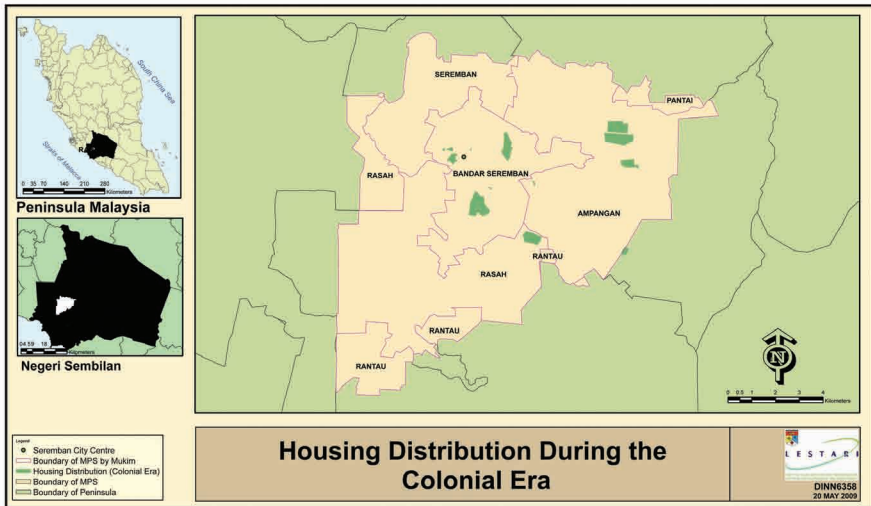 South China Sea
Straits of Malacca
0 35 70 140 210 280
Kilometers
Peninsula Malaysia
Kilometers
Negeri Sembilan
SEREMBAN
PANTAI
RASAH
BANDAR SEREMBAN
AMPANGAN
RANTAU
RASAH
RANTAU
RANTAU
N
0 0.5 1 2 3 4
Kilometers
Legend
Seremban City Centre
Boundary of MPS by Mukim
Housing Distribution (Colonial Era)
Boundary of MPS
Boundary of Peninsula
Housing Distribution During the
Colonial Era
LESTARI
DINN6358
20 MAY 2009